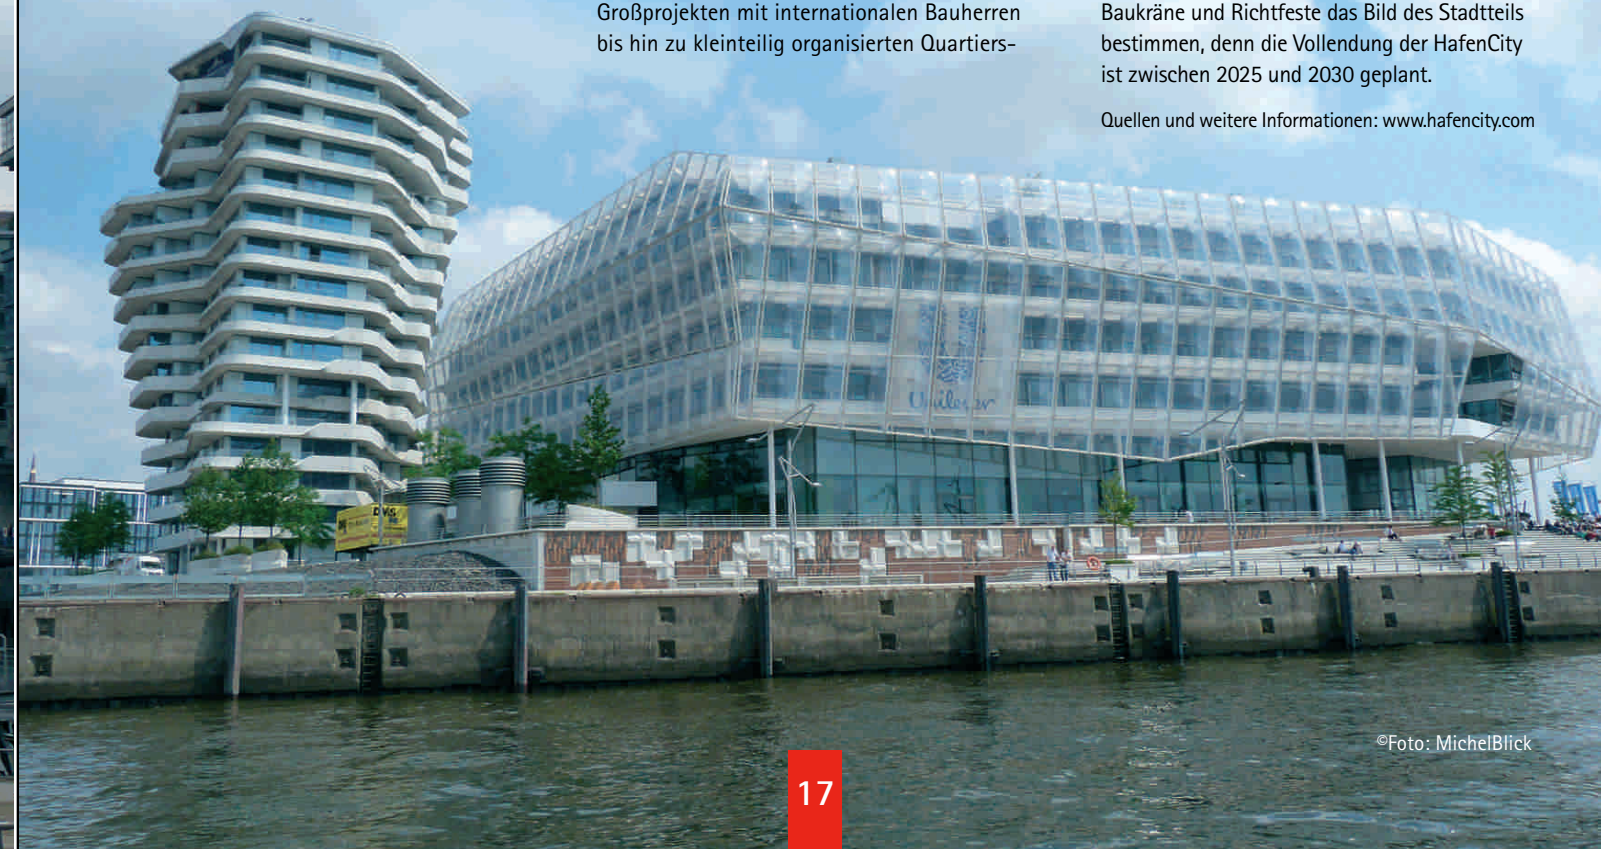 Großprojekten mit internationalen Bauherren
bis hin zu kleinteilig organisierten Quartiers-
Baukräne und Richtfeste das Bild des Stadtteils
bestimmen, denn die Vollendung der HafenCity
ist zwischen 2025 und 2030 geplant.
Quellen und weitere Informationen: www.hafencity.com
Unilever
DMS
©Foto: MichelBlick
17